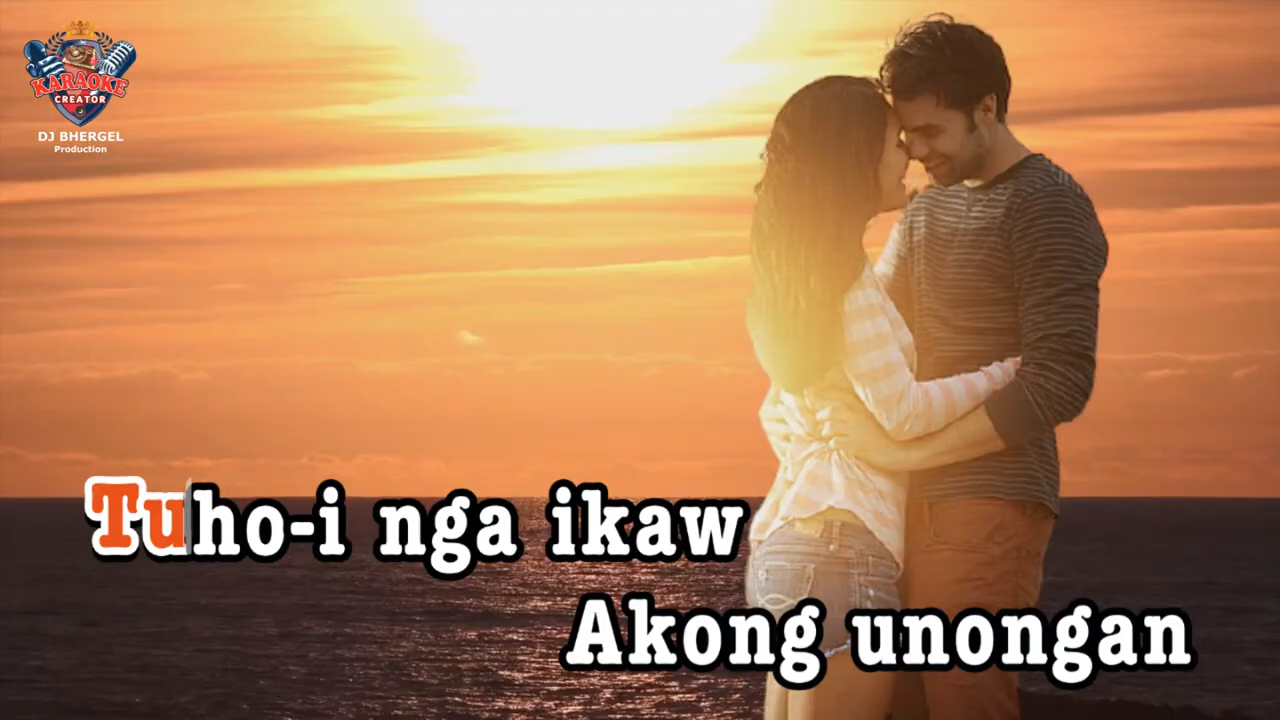 KARAOKE
CREATOR
DJ BHERGEL
Production
Tuho-i nga ikaw
Akong unongan